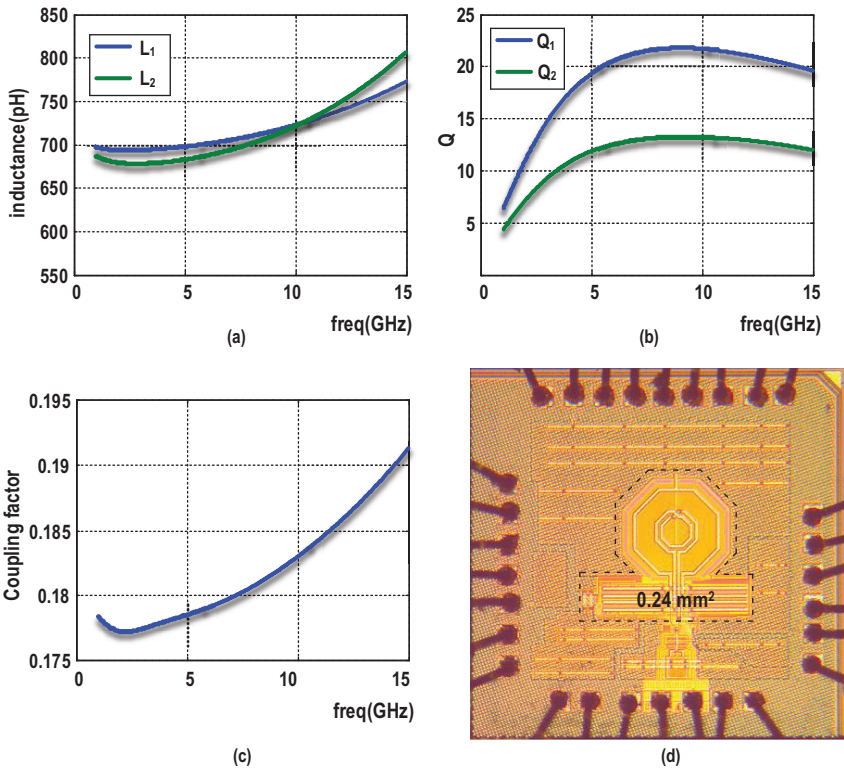 850
800
750
700
650
600
550
inductance(pH)
L1
L2
0
5
10
15
freq(GHz)
(a)
25
20
15
10
5
Q
Q1
Q2
0
5
10
15
freq(GHz)
(b)
0.195
0.19
0.185
0.18
0.175
Coupling factor
0
5
10
15
freq(GHz)
(c)
0.24 mm²
(d)